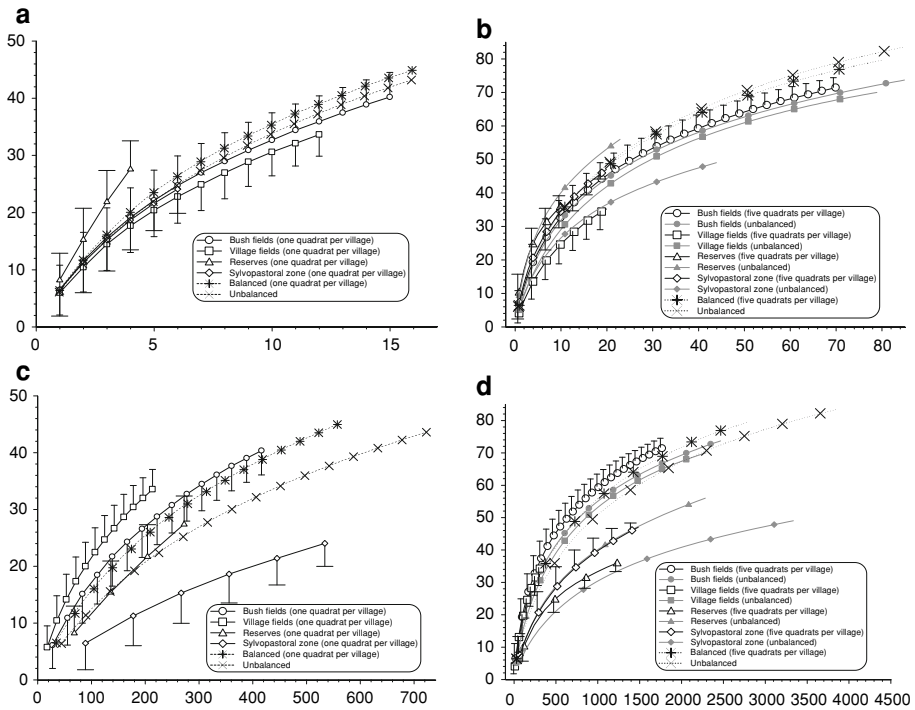 a
50
40
30
20
10
0
0 5 10 15
Bush fields (one quadrat per village)
Village fields (one quadrat per village)
Reserves (one quadrat per village)
Sylvopastoral zone (one quadrat per village)
Balanced (one quadrat per village)
Unbalanced
b
80
70
60
50
40
30
20
10
0
0 10 20 30 40 50 60 70 80
Bush fields (five quadrats per village)
Bush fields (unbalanced)
Village fields (five quadrats per village)
Village fields (unbalanced)
Reserves (five quadrats per village)
Reserves (unbalanced)
Sylvopastoral zone (five quadrats per village)
Sylvopastoral zone (unbalanced)
Balanced (five quadrats per village)
Unbalanced
c
50
40
30
20
10
0
0 100 200 300 400 500 600 700
Bush fields (one quadrat per village)
Village fields (one quadrat per village)
Reserves (one quadrat per village)
Sylvopastoral zone (one quadrat per village)
Balanced (one quadrat per village)
Unbalanced
d
80
70
60
50
40
30
20
10
0
0 500 1000 1500 2000 2500 3000 3500 4000 4500
Bush fields (five quadrats per village)
Bush fields (unbalanced)
Village fields (five quadrats per village)
Village fields (unbalanced)
Reserves (five quadrats per village)
Reserves (unbalanced)
Sylvopastoral zone (five quadrats per village)
Sylvopastoral zone (unbalanced)
Balanced (five quadrats per village)
Unbalanced